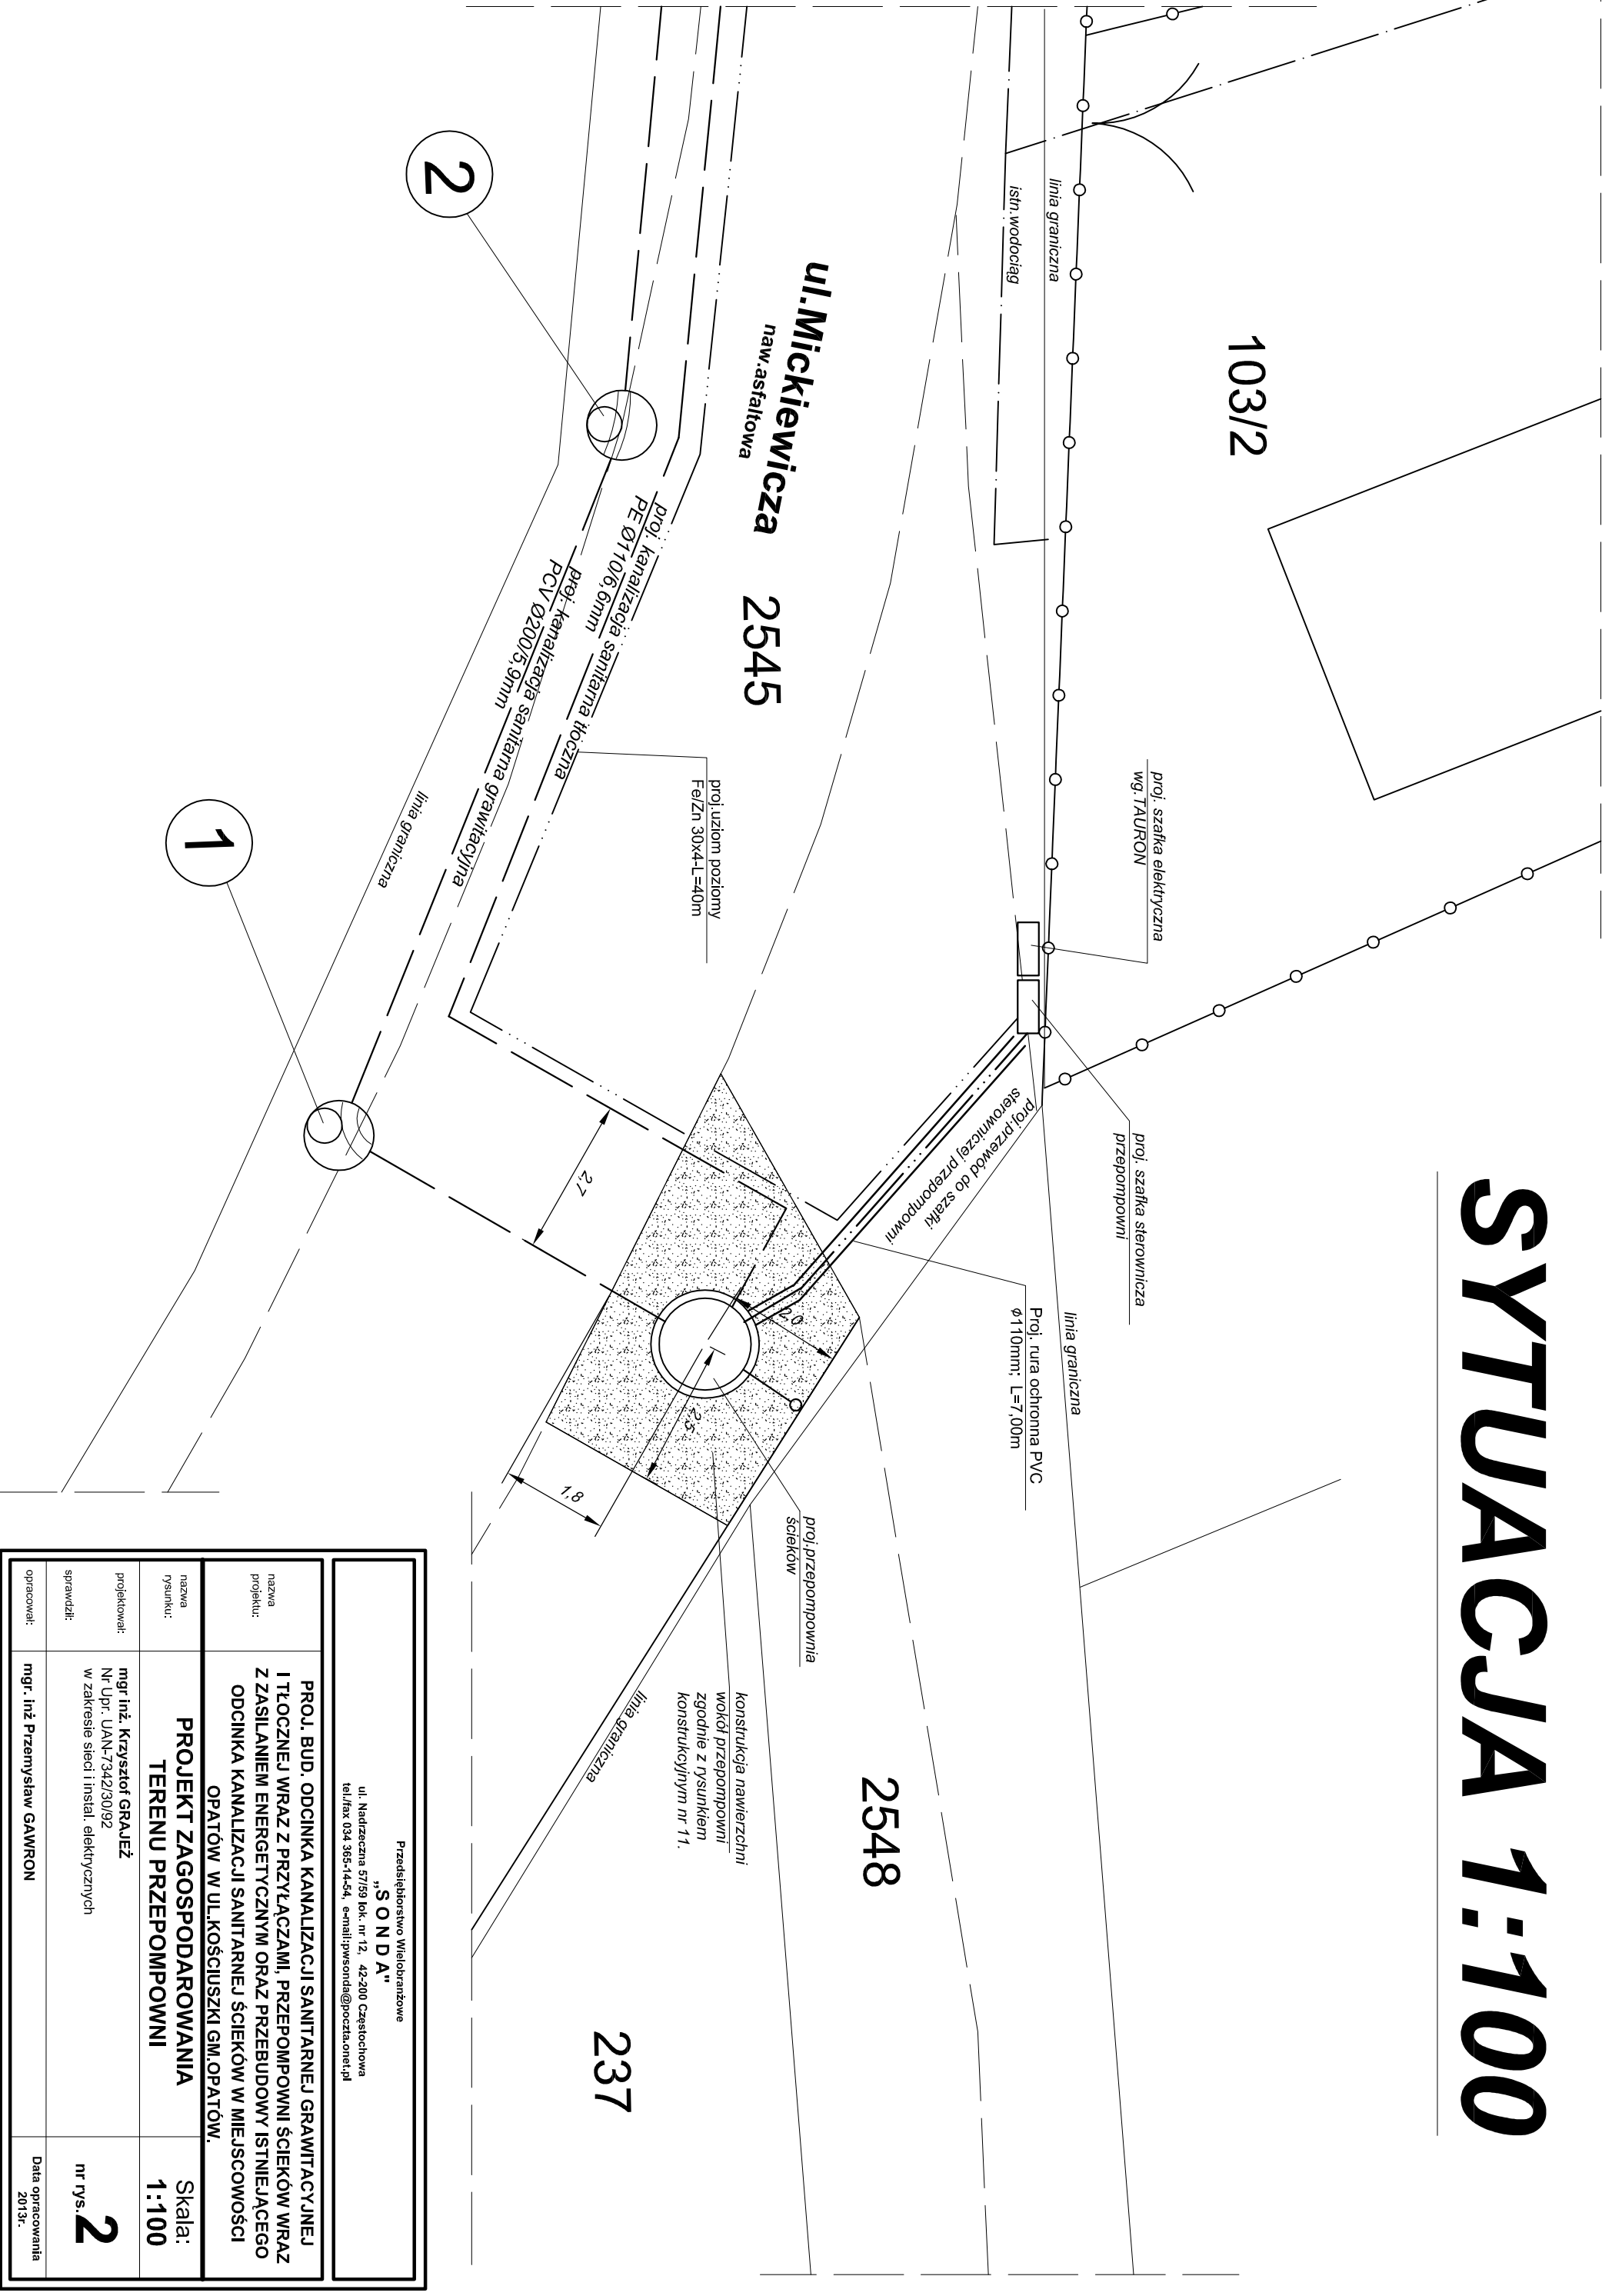 SYTUACJA 1:100
103/2
linia graniczna
istn.wodociąg
ul.Mickiewicza
naw.asfaltowa
2545
2
1
proj. kanalizacja sanitarna tłoczna
PE Ø110/6,6mm
proj. kanalizacja sanitarna grawitacyjna
PCV Ø200/5,9mm
linia graniczna
proj.uziom poziomy
Fe/Zn 30x4-L=40m
proj. szafka elektryczna
wg.TAURON
proj. szafka sterownicza
przepompowni
proj.przewód do szafki
sterowniczej przepompowni
linia graniczna
Proj. rura ochronna PVC
ϕ110mm; L=7,00m
2,7
2,0
2,5
1,8
proj.przepompownia
ścieków
konstrukcja nawierzchni
wokół przepompowni
zgodnie z rysunkiem
konstrukcyjnym nr 11.
linia graniczna
2548
237
Przedsiębiorstwo Wielobranżowe
„S O N D A"
ul. Nadrzeczna 57/59 lok. nr 12, 42-200 Częstochowa
tel./fax 034 365-14-54, e-mail:pwsonda@poczta.onet.pl
nazwa
projektu:
PROJ. BUD. ODCINKA KANALIZACJI SANITARNEJ GRAWITACYJNEJ
I TŁOCZNEJ WRAZ Z PRZYŁĄCZAMI, PRZEPOMPOWNI ŚCIEKÓW WRAZ
Z ZASILANIEM ENERGETYCZNYM ORAZ PRZEBUDOWY ISTNIEJĄCEGO
ODCINKA KANALIZACJI SANITARNEJ ŚCIEKÓW W MIEJSCOWOŚCI
OPATÓW W UL.KOŚCIUSZKI GM.OPATÓW.
nazwa
rysunku:
PROJEKT ZAGOSPODAROWANIA
TERENU PRZEPOMPOWNI
Skala:
1:100
projektował:
mgr inż. Krzysztof GRAJEŻ
Nr Upr. UAN-7342/30/92
w zakresie sieci i instal. elektrycznych
sprawdził:
nr rys. 2
opracował:
mgr. inż Przemysław GAWRON
Data opracowania
2013r.